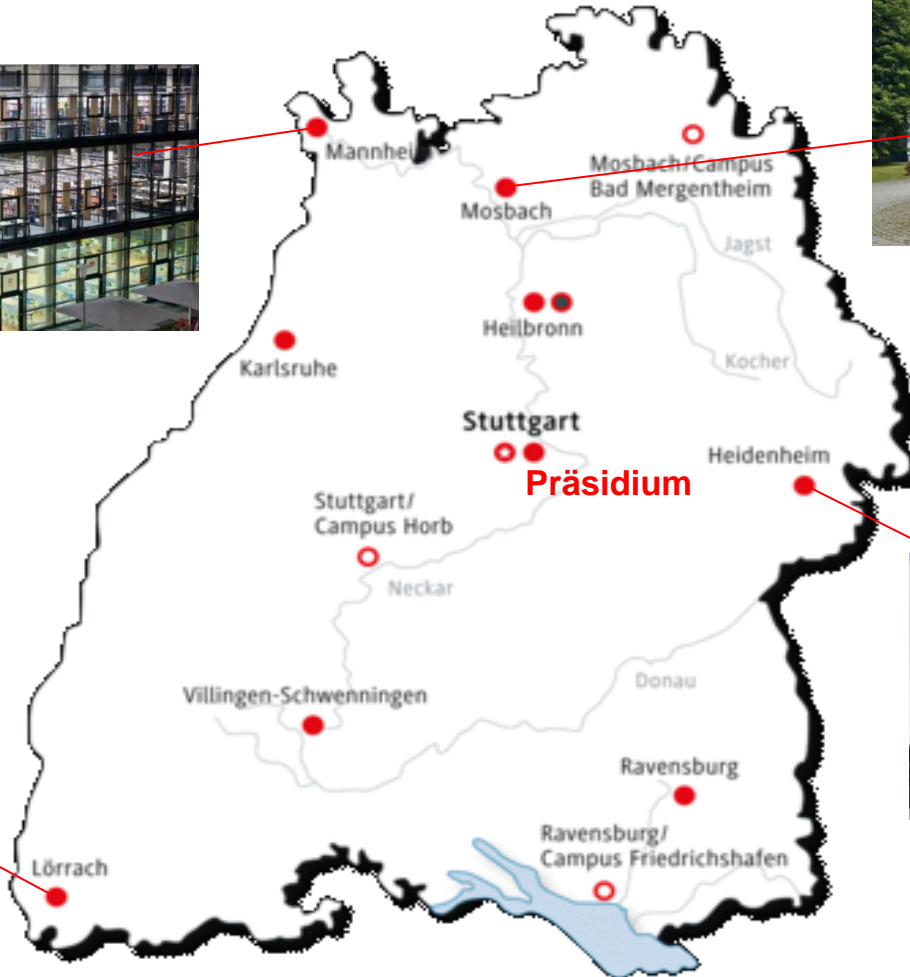 Mannheim
Mosbach/Campus
Bad Mergentheim
Mosbach
Jagst
Heilbronn
Kocher
Karlsruhe
Stuttgart
Heidenheim
Präsidium
Stuttgart/
Campus Horb
Neckar
Donau
Villingen-Schwenningen
Ravensburg
Ravensburg/
Campus Friedrichshafen
Lörrach